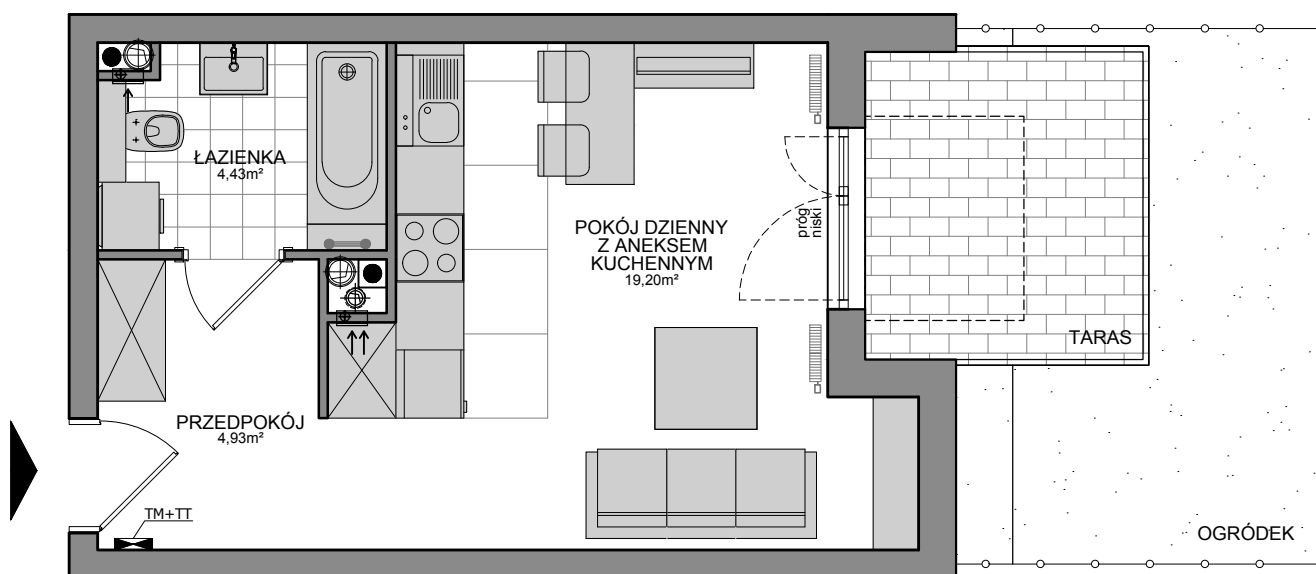 ŁAZIENKA
4,43m²
POKÓJ DZIENNY
Z ANEKSEM
KUCHENNYM
19,20m²
próg
niski
TARAS
PRZEDPOKÓJ
4,93m²
TM+TT
OGRÓDEK